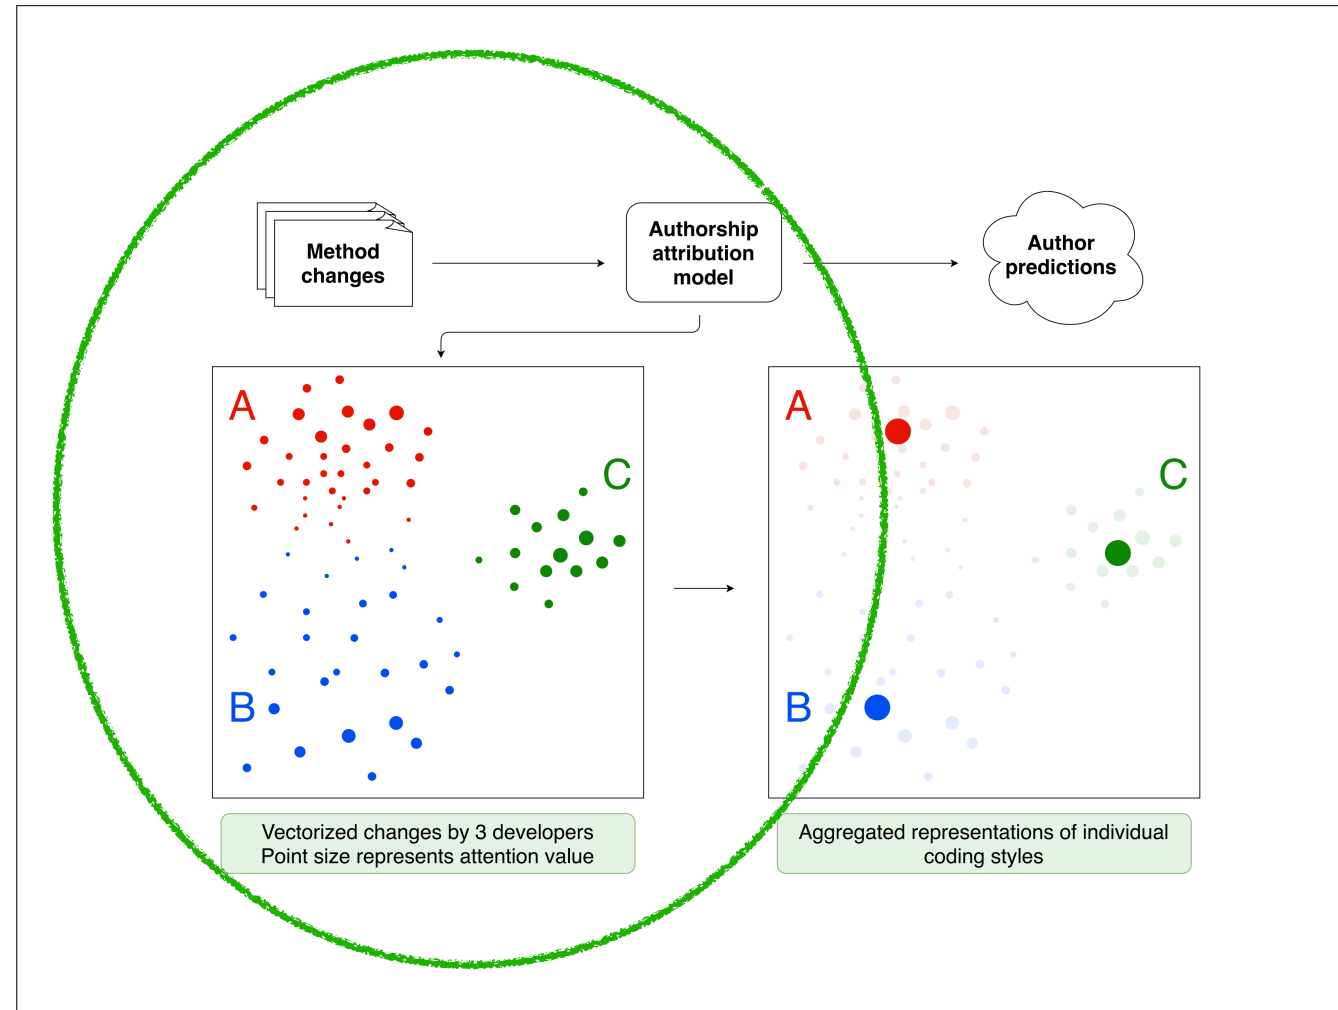 Method
changes
Authorship
attribution
model
Author
predictions
A
C
B
A
C
B
Vectorized changes by 3 developers
Point size represents attention value
Aggregated representations of individual
coding styles